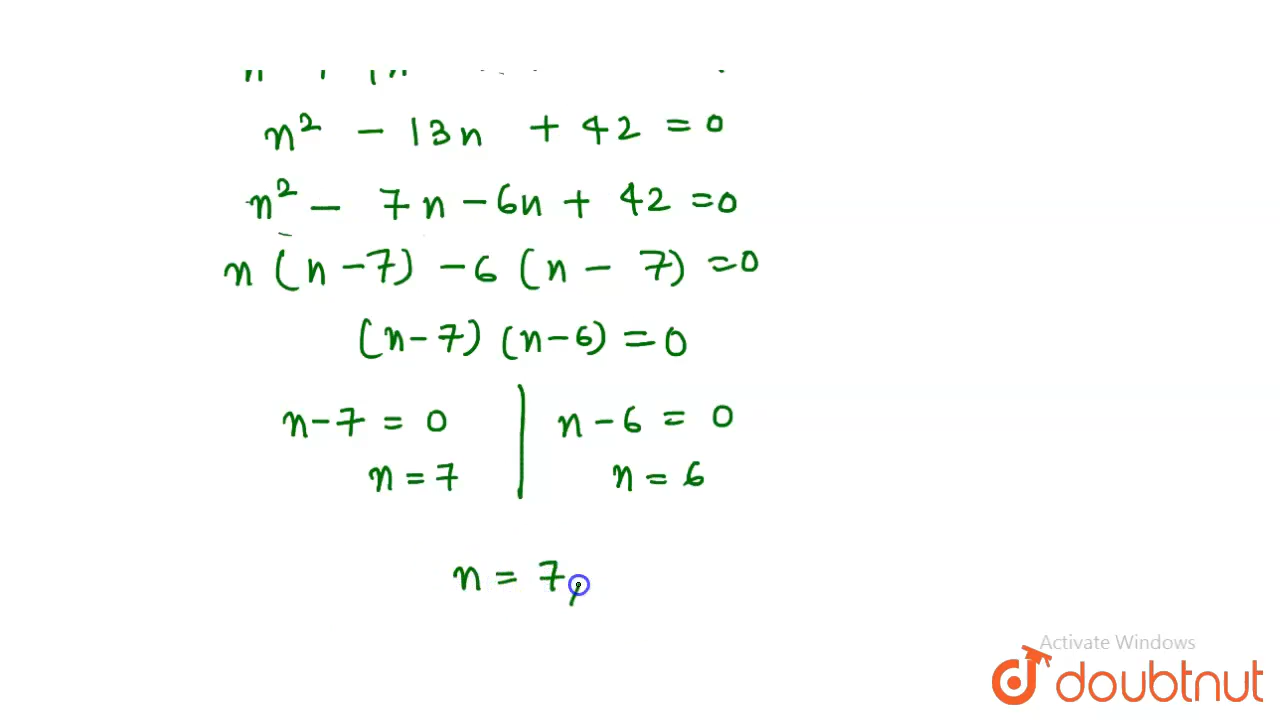 n² - 13n + 42 = 0
n² - 7n - 6n + 42 = 0
n (n - 7) - 6 (n - 7) = 0
(n - 7) (n - 6) = 0
n - 7 = 0 | n - 6 = 0
n = 7 | n = 6
n = 7,
Activate Windows
doubtnut